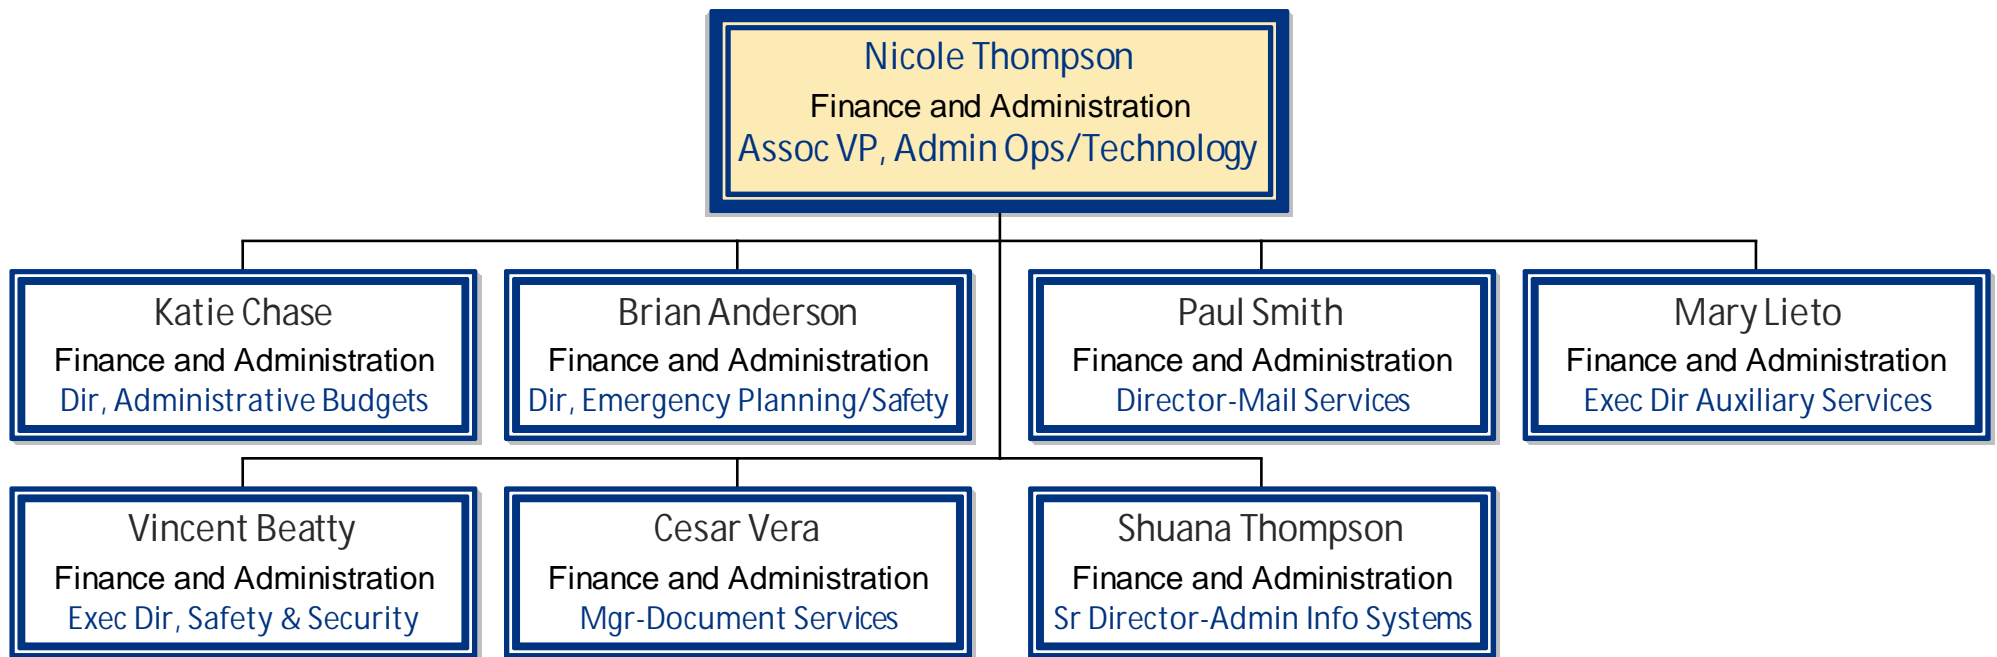 Nicole Thompson
Finance and Administration
Assoc VP, Admin Ops/Technology
Katie Chase
Finance and Administration
Dir, Administrative Budgets
Brian Anderson
Finance and Administration
Dir, Emergency Planning/Safety
Paul Smith
Finance and Administration
Director-Mail Services
Mary Lieto
Finance and Administration
Exec Dir Auxiliary Services
Vincent Beatty
Finance and Administration
Exec Dir, Safety & Security
Cesar Vera
Finance and Administration
Mgr-Document Services
Shuana Thompson
Finance and Administration
Sr Director-Admin Info Systems